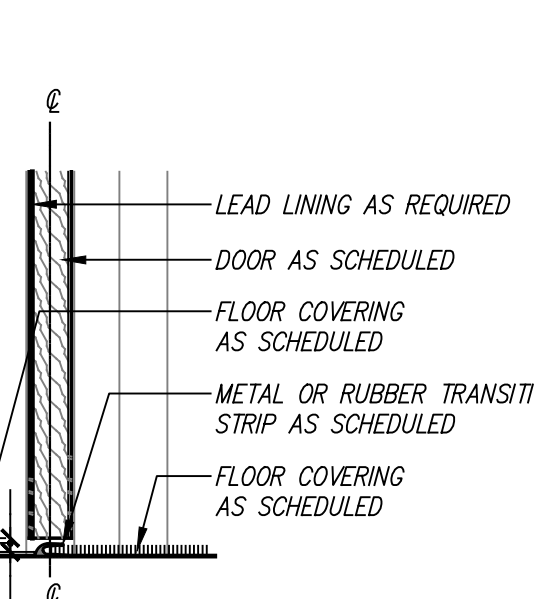 ℄
LEAD LINING AS REQUIRED
DOOR AS SCHEDULED
FLOOR COVERING
AS SCHEDULED
METAL OR RUBBER TRANSITI
STRIP AS SCHEDULED
FLOOR COVERING
AS SCHEDULED
℄